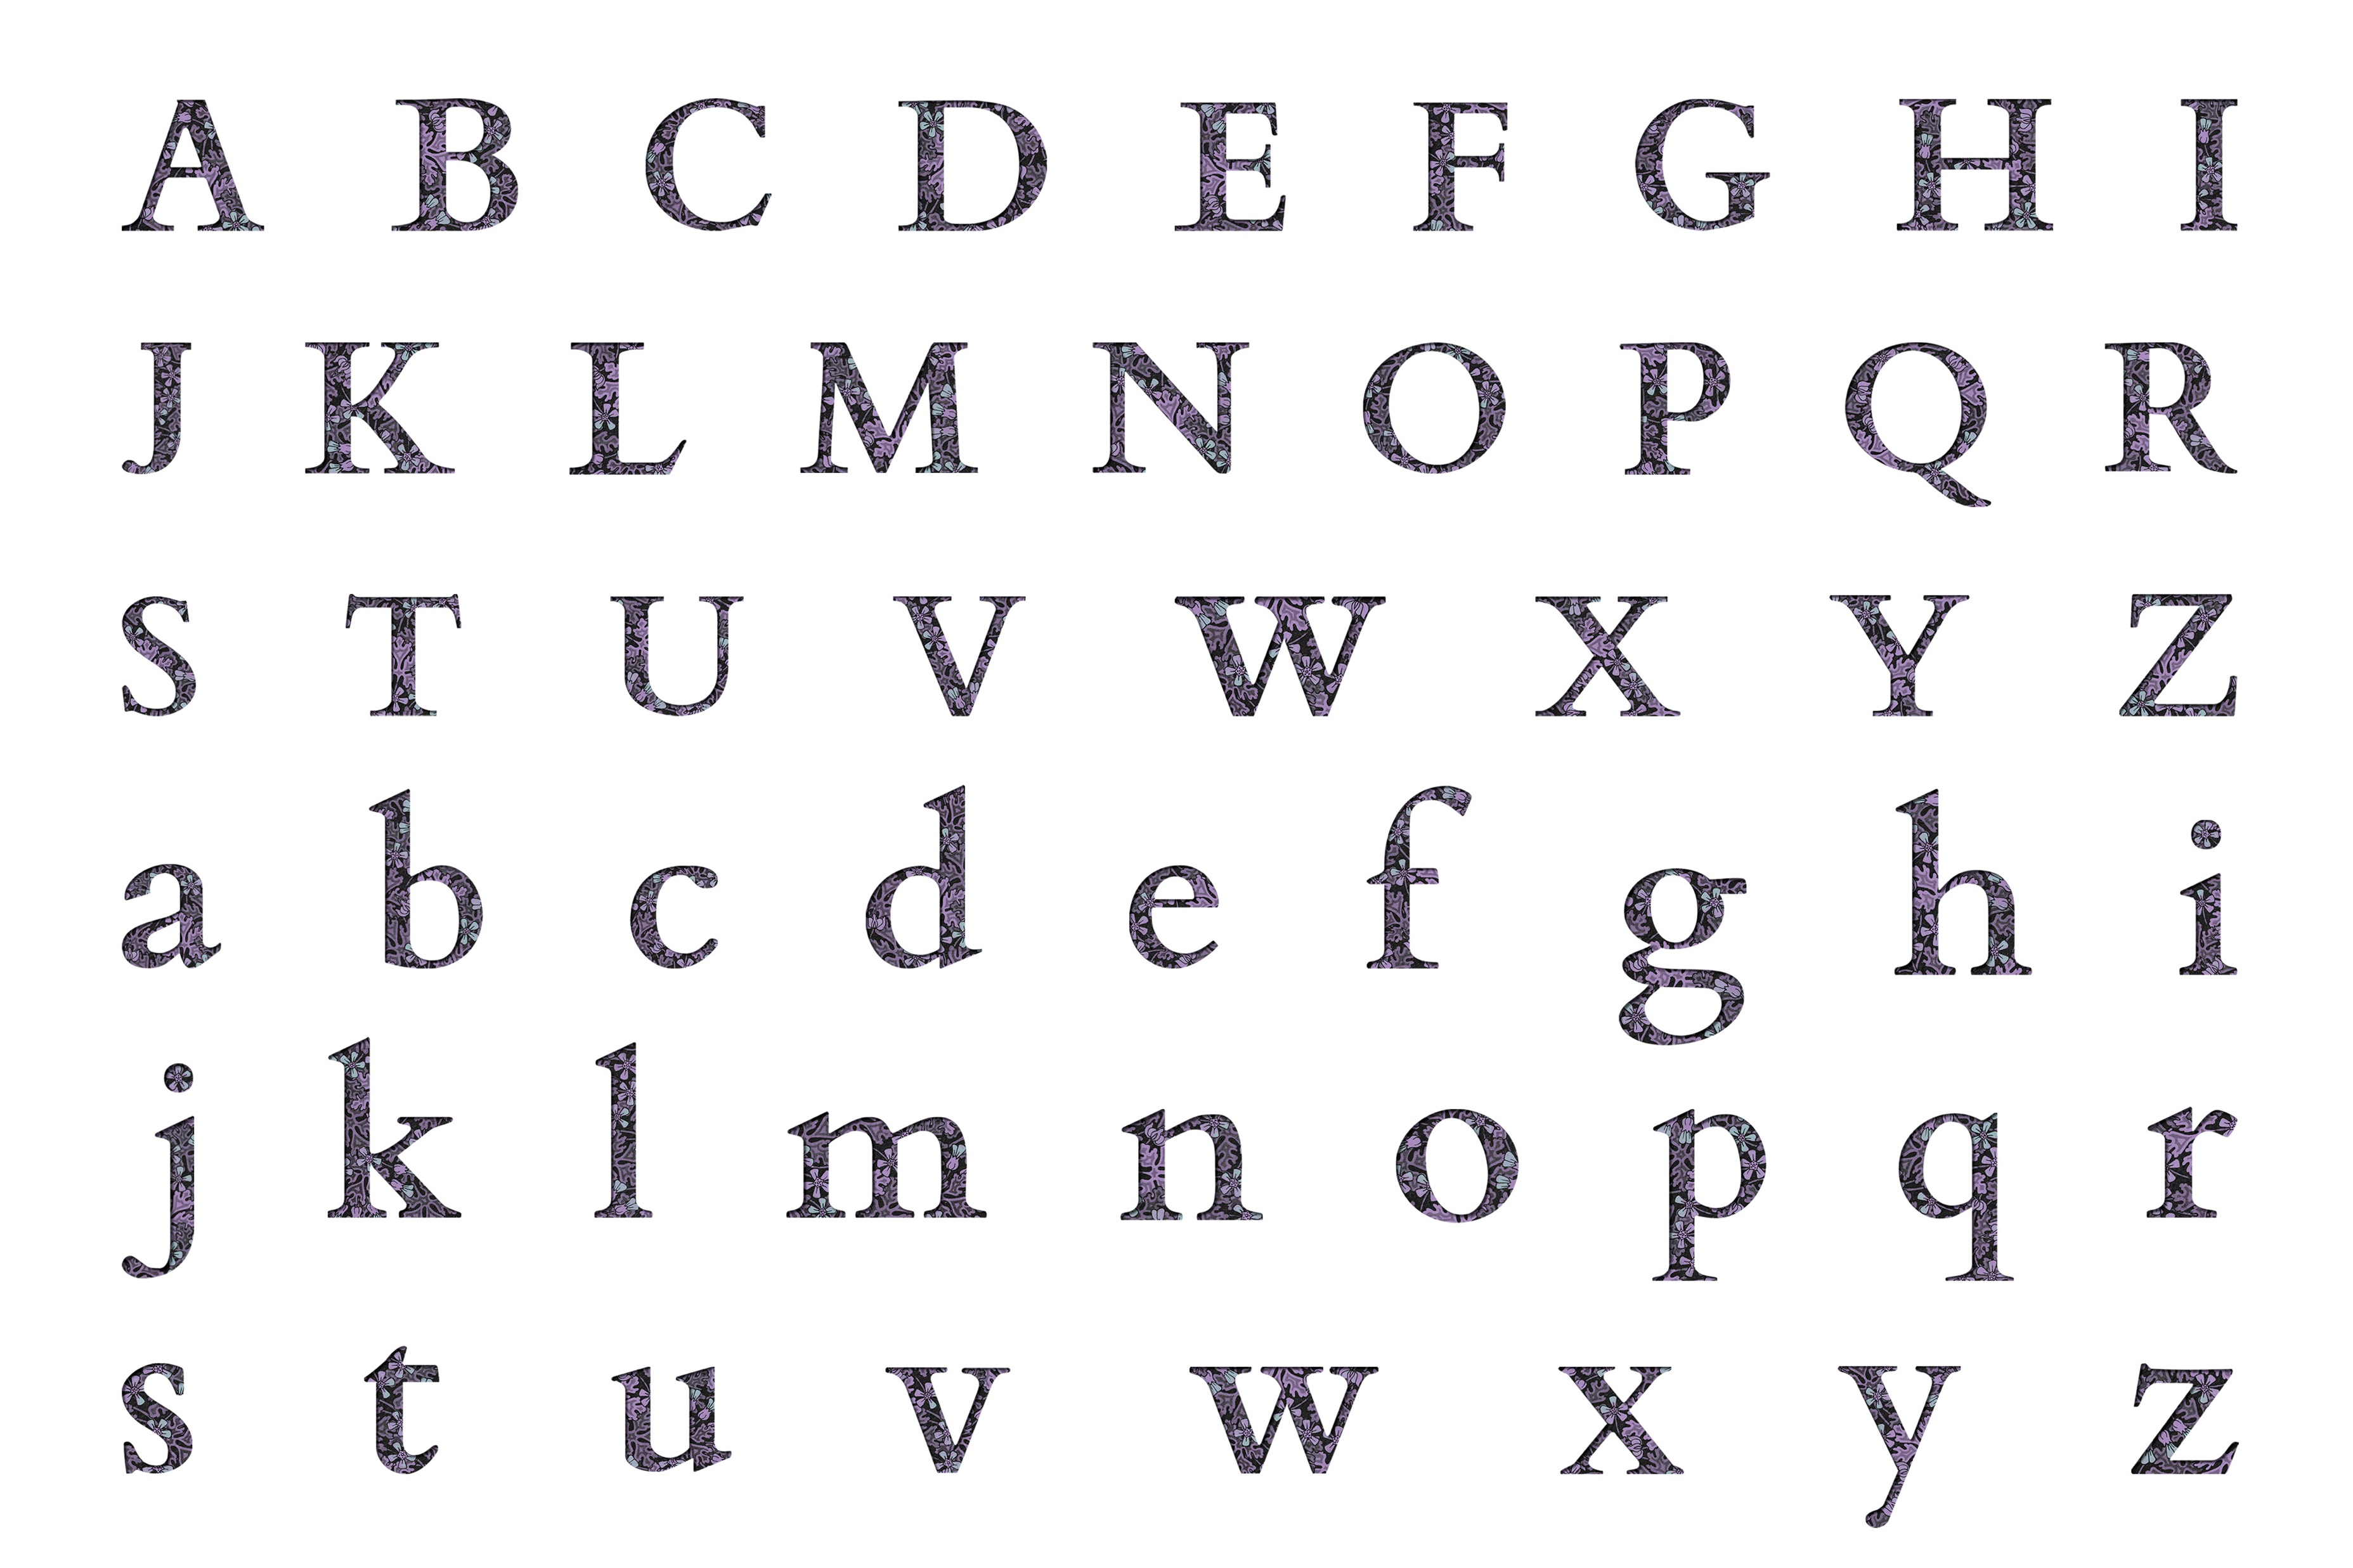 A B C D E F G H I
J K L M N O P Q R
S T U V W X Y Z
a b c d e f g h i
j k l m n o p q r
s t u v w x y z